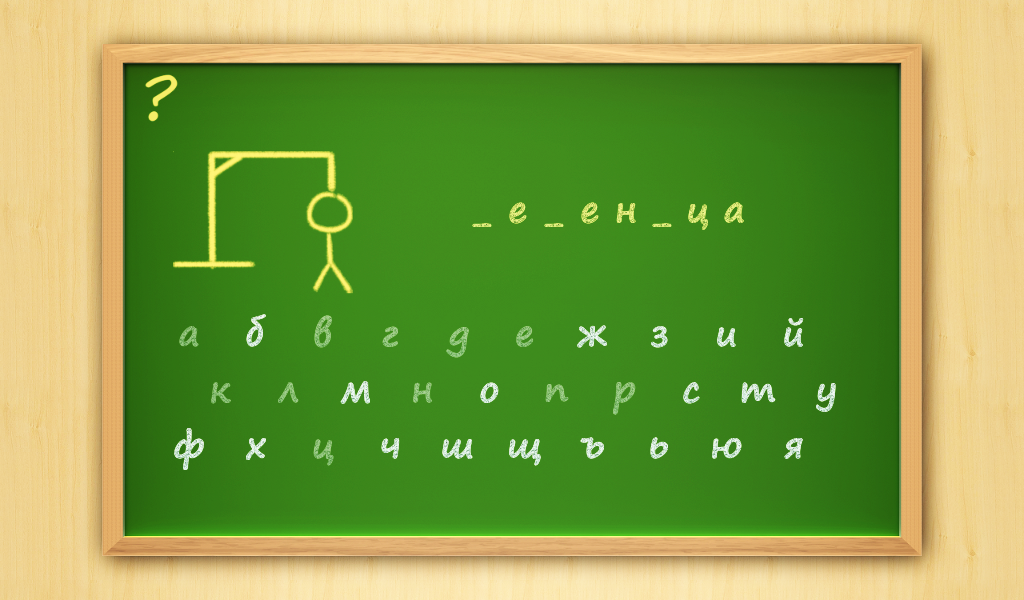 ?
_ е _ е н _ ц а
а б в г д е ж з и й
к л м н о п р с т у
ф х ц ч ш щ ъ ь ю я